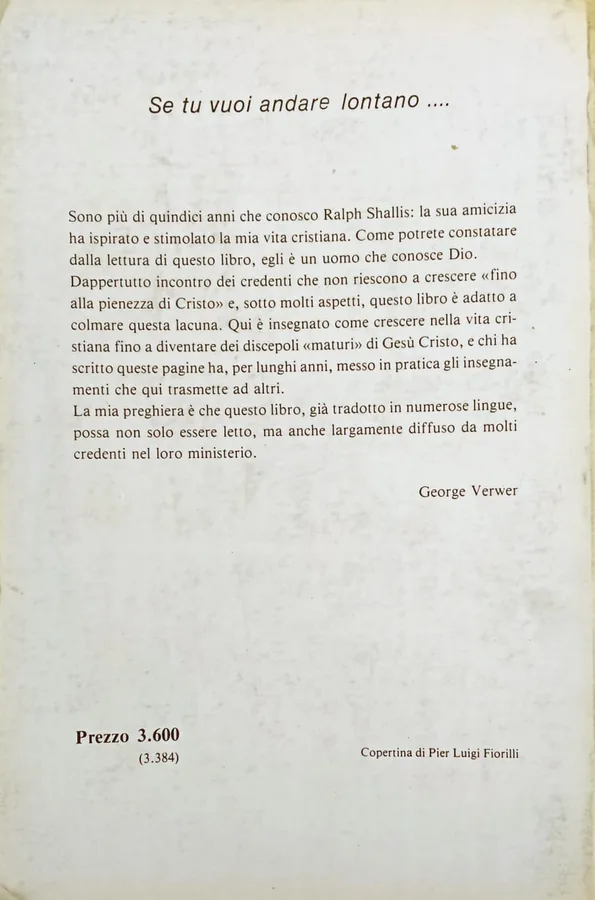 Se tu vuoi andare lontano ....
Sono più di quindici anni che conosco Ralph Shallis: la sua amicizia
ha ispirato e stimolato la mia vita cristiana. Come potrete constatare
dalla lettura di questo libro, egli è un uomo che conosce Dio.
Dappertutto incontro dei credenti che non riescono a crescere «fino
alla pienezza di Cristo» e, sotto molti aspetti, questo libro è adatto a
colmare questa lacuna. Qui è insegnato come crescere nella vita cri-
stiana fino a diventare dei discepoli «maturi» di Gesù Cristo, e chi ha
scritto queste pagine ha, per lunghi anni, messo in pratica gli insegna-
menti che qui trasmette ad altri.
La mia preghiera è che questo libro, già tradotto in numerose lingue,
possa non solo essere letto, ma anche largamente diffuso da molti
credenti nel loro ministerio.
George Verwer
Prezzo 3.600
(3.384)
Copertina di Pier Luigi Fiorilli